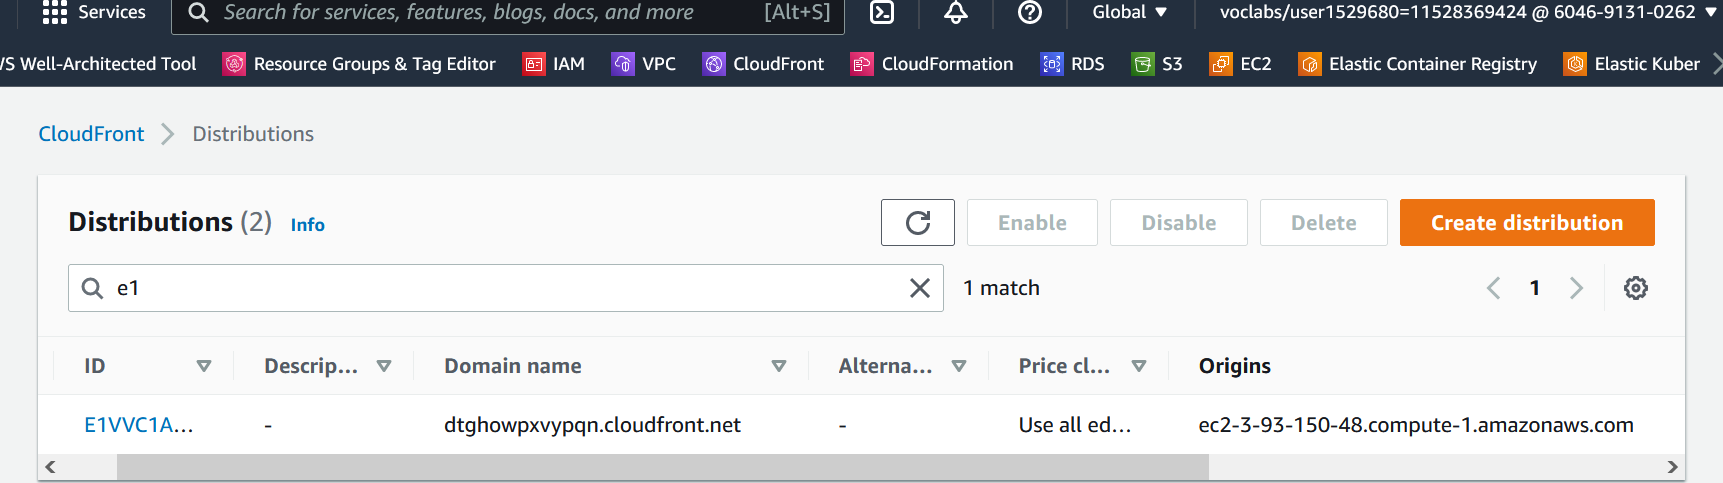 Services
Search for services, features, blogs, docs, and more [Alt+S]
Global
voclabs/user1529680=11528369424 @ 6046-9131-0262
VS Well-Architected Tool
Resource Groups & Tag Editor
IAM
VPC
CloudFront
CloudFormation
RDS
S3
EC2
Elastic Container Registry
Elastic Kuber
CloudFront
Distributions
Distributions (2) Info
Enable
Disable
Delete
Create distribution
e1
1 match
1
ID
Descrip...
Domain name
Alterna...
Price cl...
Origins
E1VVC1A...
-
dtghowpxvypqn.cloudfront.net
-
Use all ed...
ec2-3-93-150-48.compute-1.amazonaws.com